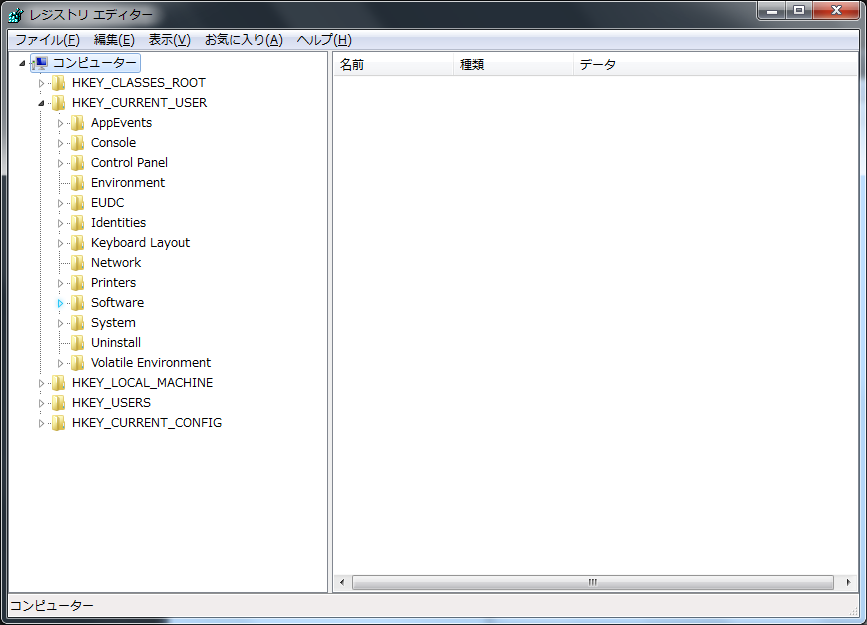 レジストリ エディター
ファイル(F) 編集(E) 表示(V) お気に入り(A) ヘルプ(H)
コンピューター 名前 種類 データ
HKEY_CLASSES_ROOT
HKEY_CURRENT_USER
AppEvents
Console
Control Panel
Environment
EUDC
Identities
Keyboard Layout
Network
Printers
Software
System
Uninstall
Volatile Environment
HKEY_LOCAL_MACHINE
HKEY_USERS
HKEY_CURRENT_CONFIG
コンピューター